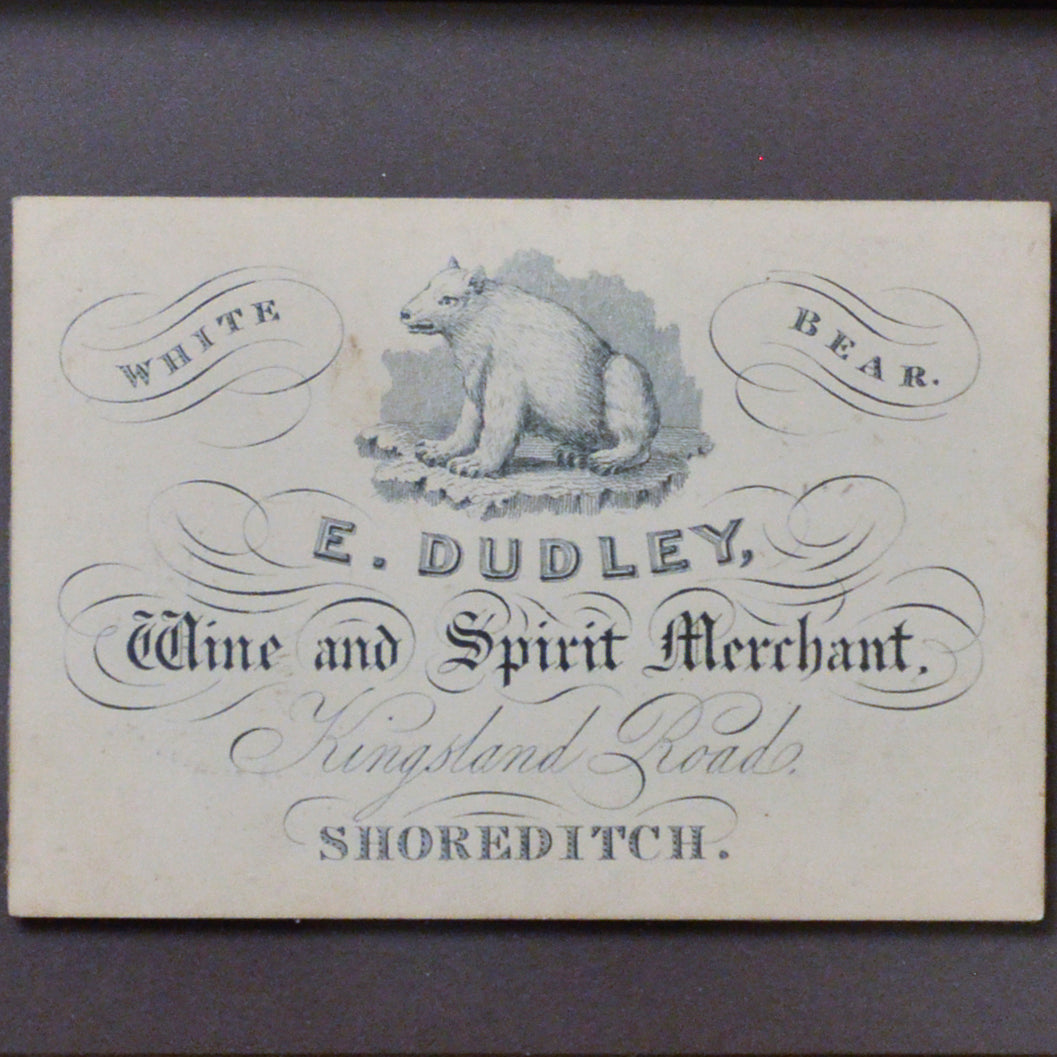 WHITE BEAR.
E. DUDLEY,
Wine and Spirit Merchant,
Kingsland Road.
SHOREDITCH.